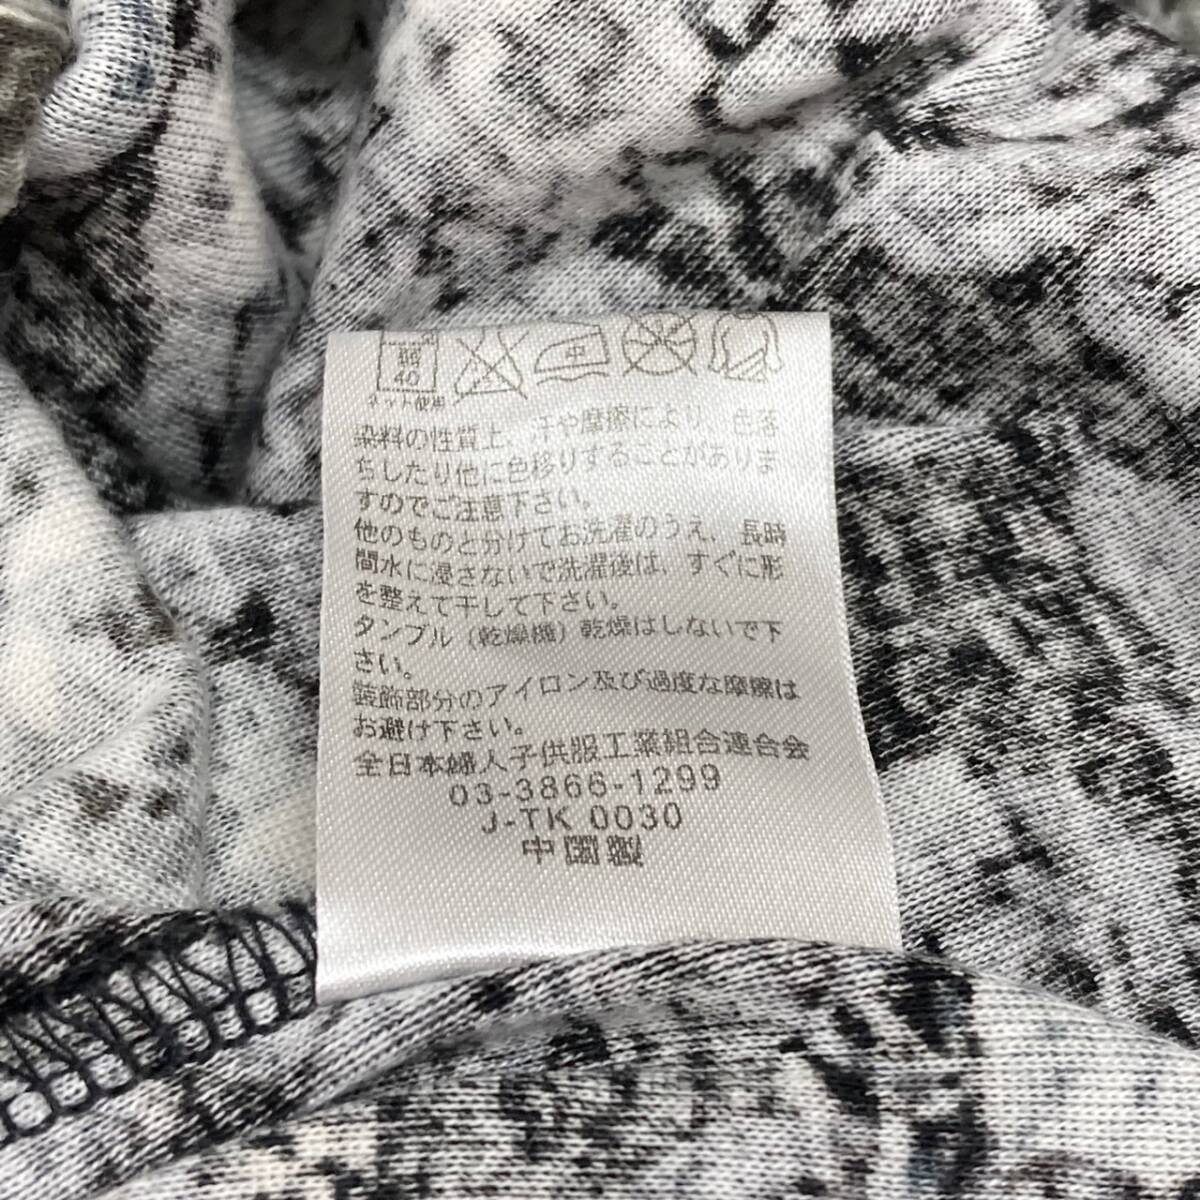 弱
40
中
ネット使用
染料の性質上、汗や摩擦により、色落
ちしたり他に色移りすることがありま
すのでご注意下さい。
他のものと分けてお洗濯のうえ、長時
間水に浸さないで洗濯後は、すぐに形
を整えて干して下さい。
タンブル（乾燥機）乾燥はしないで下
さい。
装飾部分のアイロン及び過度な摩擦は
お避け下さい。
全日本婦人子供服工業組合連合会
03-3866-1299
J-TK 0030
中国製